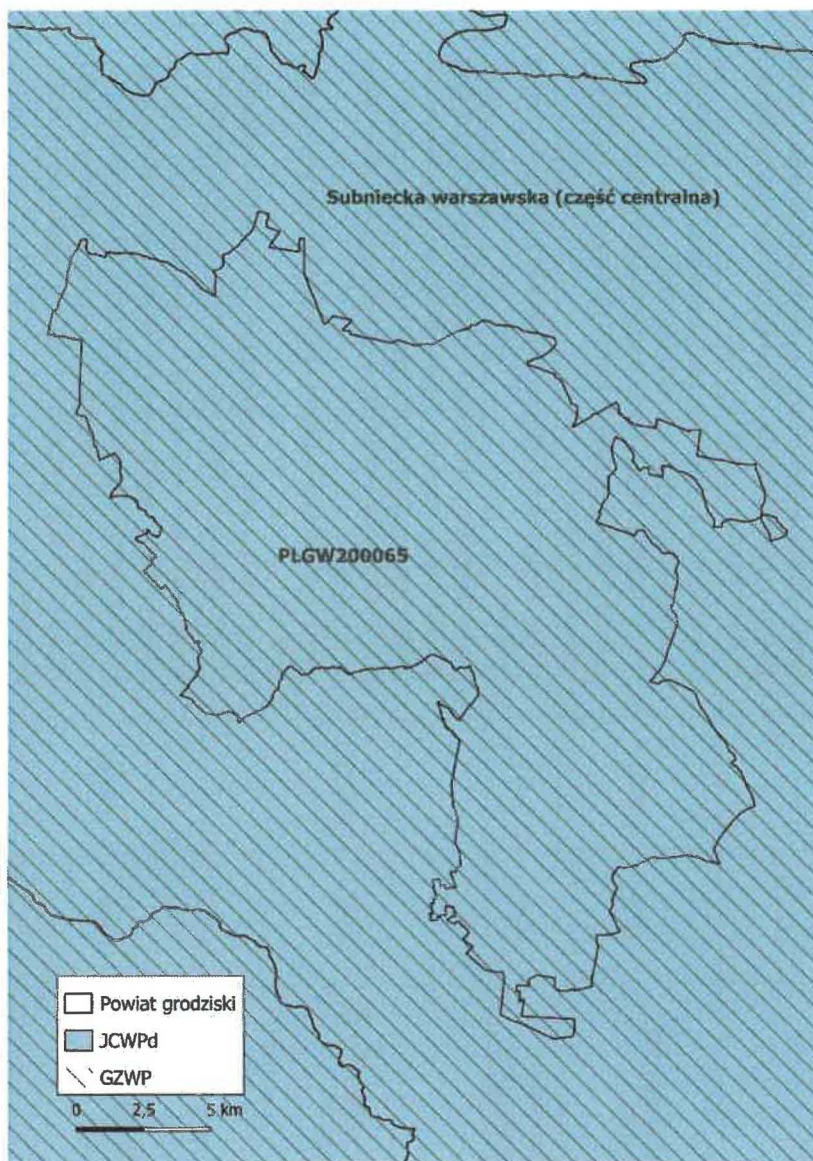 Subniecka warszawska (część centralna)
PLGW200065
Powiat grodziski
JCWPd
GZWP
0 2,5 5 km